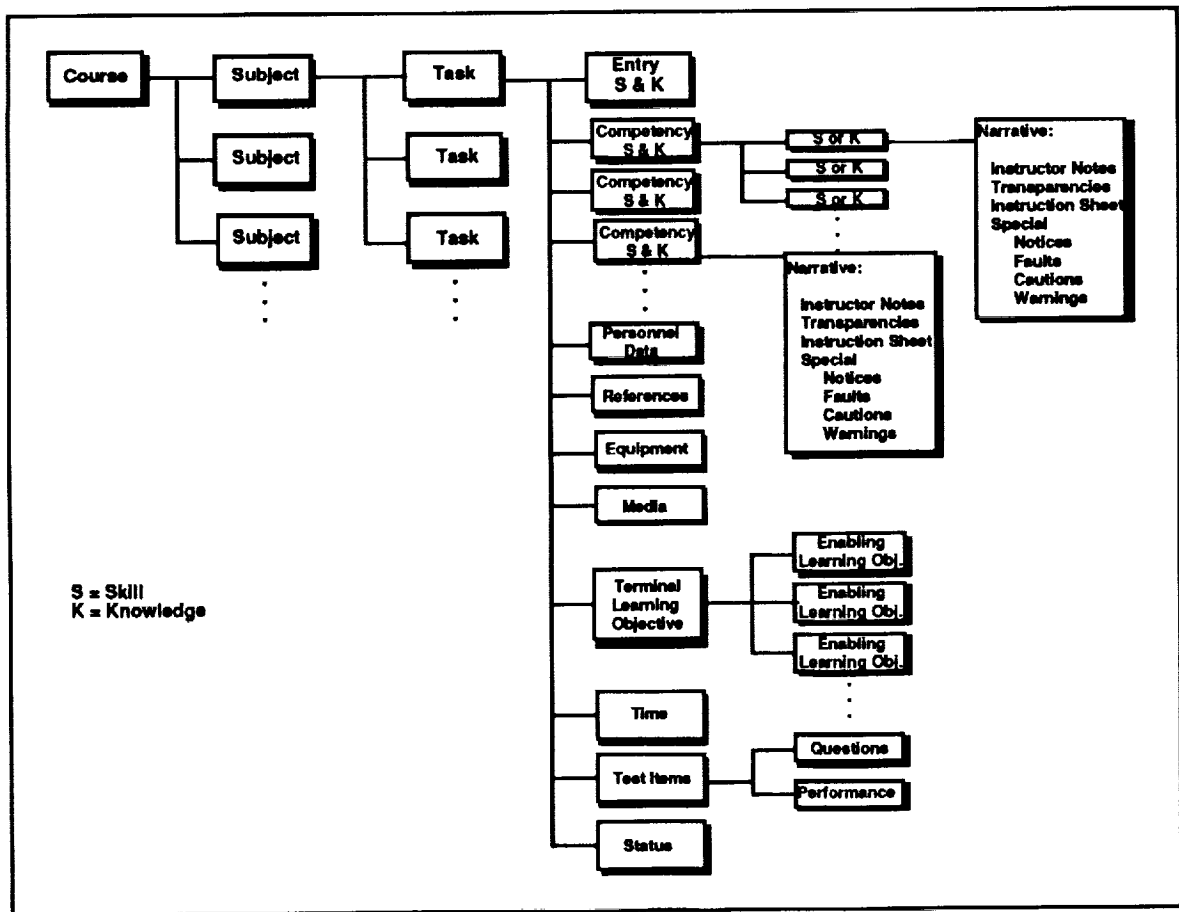 Course
Subject
Subject
Subject
Task
Task
Task
Entry
S & K
Competency
S & K
Competency
S & K
Competency
S & K
S or K
S or K
S or K
Narrative:
Instructor Notes
Transparencies
Instruction Sheet
Special
Notices
Faults
Cautions
Warnings
Narrative:
Instructor Notes
Transparencies
Instruction Sheet
Special
Notices
Faults
Cautions
Warnings
Personnel
Data
References
Equipment
Media
Terminal
Learning
Objective
Enabling
Learning Obj.
Enabling
Learning Obj.
Enabling
Learning Obj.
Time
Test Items
Questions
Performance
Status
S = Skill
K = Knowledge